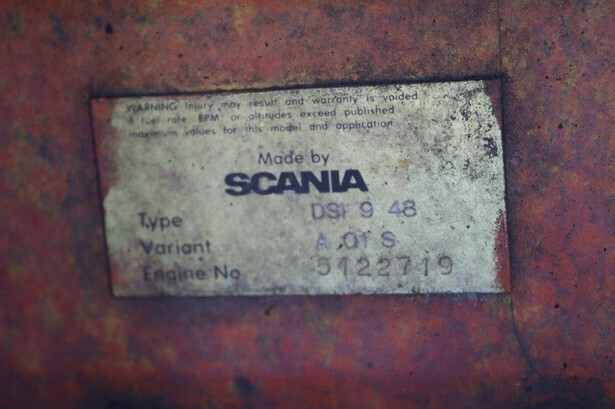 WARNING Injury may result and warranty is voided
if fuel rate, RPM or altitudes exceed published
maximum values for this model and application.
Made by
SCANIA
Type DSI 9 48
Variant A 01 S
Engine No 5122719